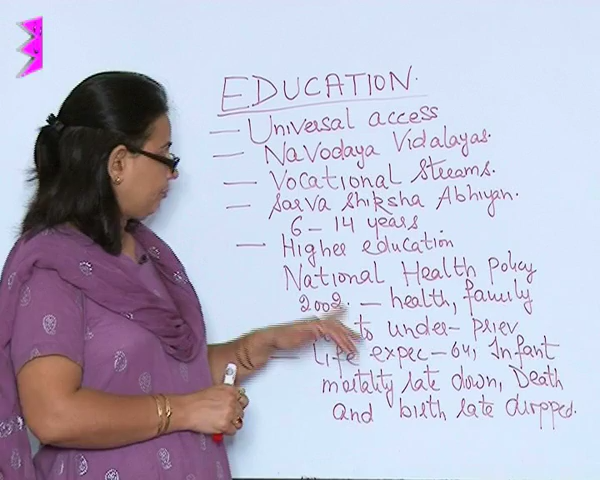 EDUCATION.
— Universal access
— Navodaya Vidalayas.
— Vocational Streams.
— Sarva Shiksha Abhiyan.
6 – 14 years
— Higher education
National Health Policy
2002. — health, family
to under- priev
Life expec – 64, Infant
mortality late down, Death
and birth late dropped.